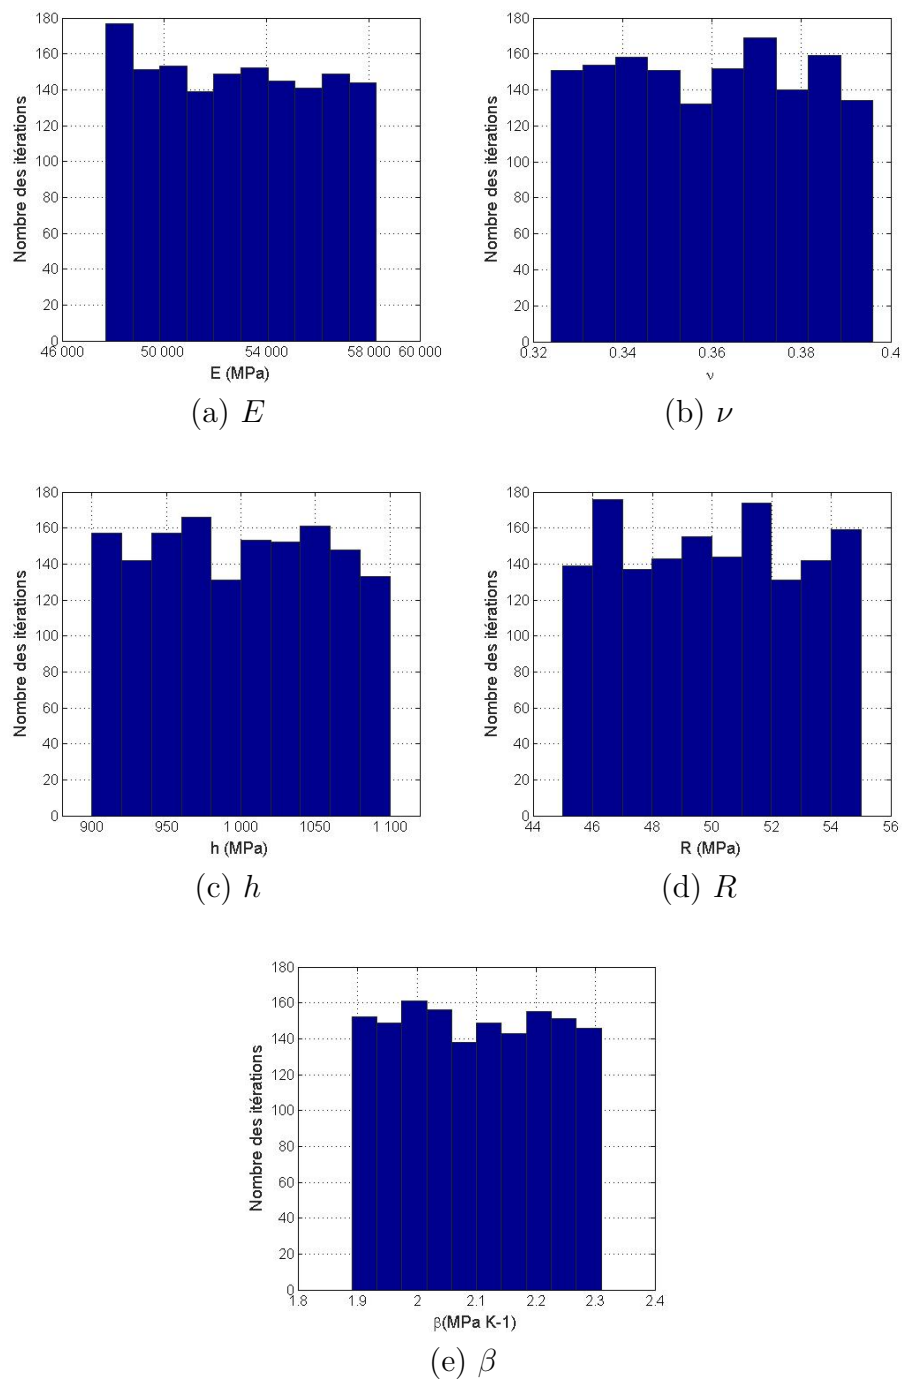 180
160
140
120
100
80
60
40
20
0
Nombre des itérations
46 000 50 000 54 000 58 000 60 000
E (MPa)
(a) E
180
160
140
120
100
80
60
40
20
0
Nombre des itérations
0.32 0.34 0.36 0.38 0.4
ν
(b) ν
180
160
140
120
100
80
60
40
20
0
Nombre des itérations
900 950 1 000 1050 1 100
h (MPa)
(c) h
180
160
140
120
100
80
60
40
20
0
Nombre des itérations
44 46 48 50 52 54 56
R (MPa)
(d) R
180
160
140
120
100
80
60
40
20
0
Nombre des itérations
1.8 1.9 2 2.1 2.2 2.3 2.4
β(MPa K-1)
(e) β